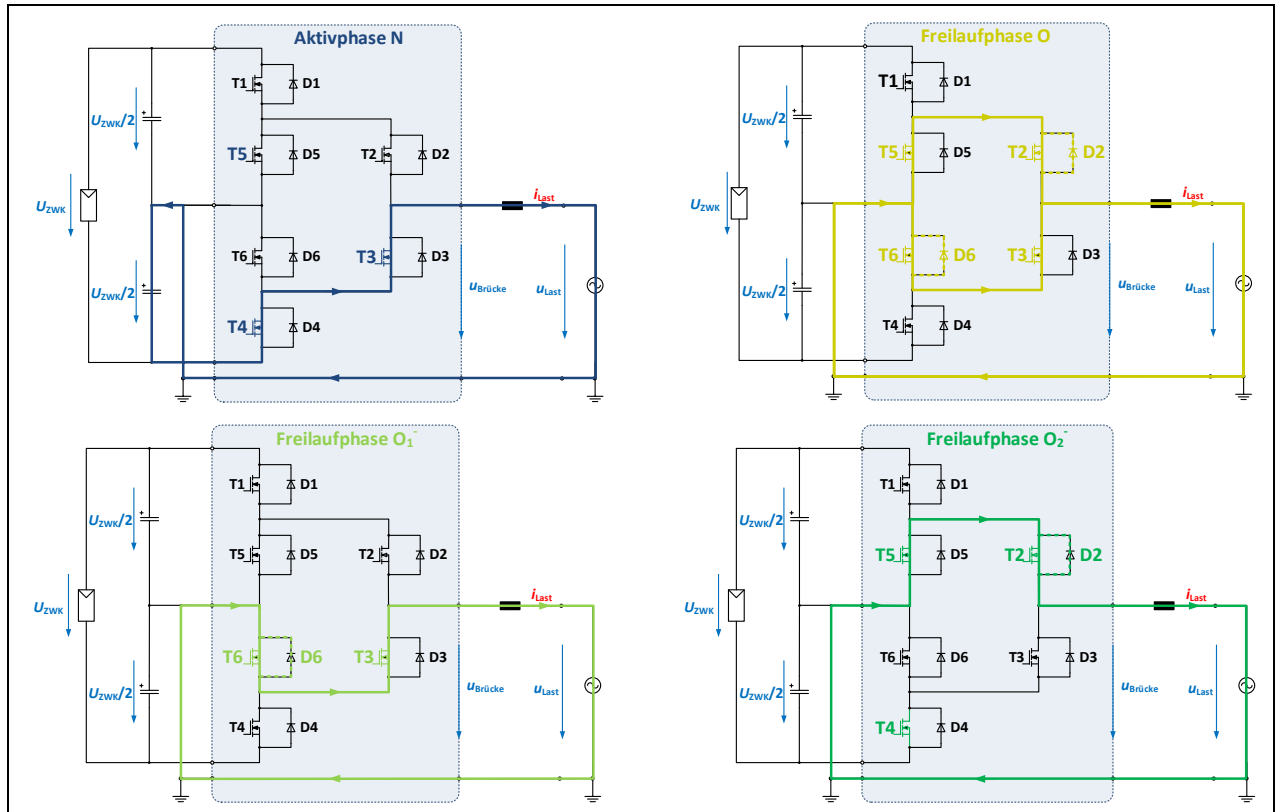 Aktivphase N
T1
D1
U_ZWK/2
T5
D5
T2
D2
i_Last
U_ZWK
T6
D6
T3
D3
U_ZWK/2
u_Brücke
u_Last
T4
D4
Freilaufphase O
T1
D1
U_ZWK/2
T5
D5
T2
D2
i_Last
U_ZWK
T6
D6
T3
D3
U_ZWK/2
u_Brücke
u_Last
T4
D4
Freilaufphase O₁⁻
T1
D1
U_ZWK/2
T5
D5
T2
D2
i_Last
U_ZWK
T6
D6
T3
D3
U_ZWK/2
u_Brücke
u_Last
T4
D4
Freilaufphase O₂⁻
T1
D1
U_ZWK/2
T5
D5
T2
D2
i_Last
U_ZWK
T6
D6
T3
D3
U_ZWK/2
u_Brücke
u_Last
T4
D4